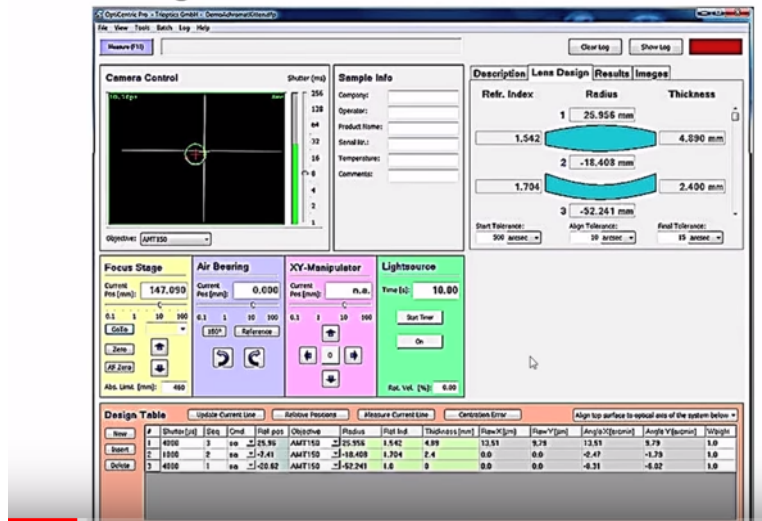 OptiCentric Pro - Trioptics GmbH - DemoAchromatKittend*p
File View Tools Batch Log Help
Measure (F10)
Clear Log
Show Log
Camera Control
Shutter (ms)
256
128
64
32
16
8
4
2
1
Objective: AMT150
Sample Info
Company:
Operator:
Product Name:
Serial Nr.:
Temperature:
Comments:
Description Lens Design Results Images
Refr. Index Radius Thickness
1 25.956 mm
1.542 4.890 mm
2 -18.408 mm
1.704 2.400 mm
3 -52.241 mm
Start Tolerance: Align Tolerance: Final Tolerance:
500 arcsec 10 arcsec 15 arcsec
Focus Stage
Current Pos [mm]: 147.090
0.1 1 10 100
GoTo
Zero
AF Zero
Abs. Limit [mm]: 460
Air Bearing
Current Pos [mm]: 0.000
0.1 1 10 100
180° Reference
XY-Manipulator
Current Pos [mm]: n.a.
0.1 1 10 100
0
Lightsource
Time [s]: 10.00
Start Timer
On
Rot. Vel. [%]: 0.00
Design Table Update Current Line Relative Positions Measure Current Line Centration Error Align top surface to optical axis of the system below
New
Insert
Delete
# Shutter [µs] Seq Cmd. Rel pos Objective Radius Ref Ind. Thickness [mm] RawX [µm] RawY [µm] AngleX [arcmin] AngleY [arcmin] Weight
1 4000 3 25.95 AMT150 25.956 1.542 4.89 13.51 9.79 13.51 9.79 1.0
2 1000 2 -7.41 AMT150 -18.408 1.704 2.4 0.0 0.0 -2.47 -1.79 1.0
3 4000 1 -20.62 AMT150 -52.241 1.0 0 0.0 0.0 -8.31 -6.02 1.0